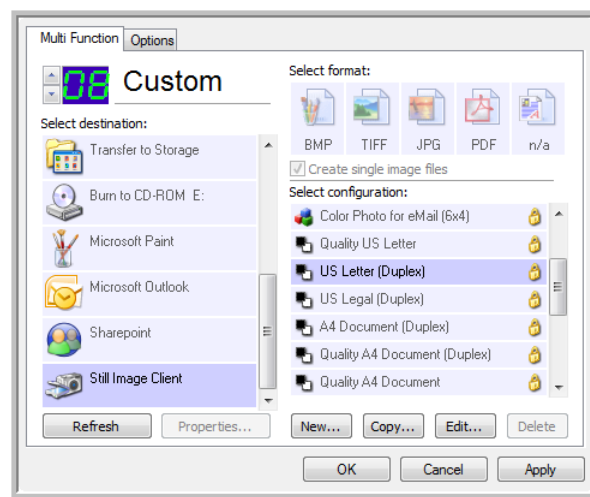 Multi Function
Options
08 Custom
Select destination:
Transfer to Storage
Burn to CD-ROM E:
Microsoft Paint
Microsoft Outlook
Sharepoint
Still Image Client
Refresh
Properties...
Select format:
BMP TIFF JPG PDF n/a
Create single image files
Select configuration:
Color Photo for eMail (6x4)
Quality US Letter
US Letter (Duplex)
US Legal (Duplex)
A4 Document (Duplex)
Quality A4 Document (Duplex)
Quality A4 Document
New... Copy... Edit... Delete
OK Cancel Apply